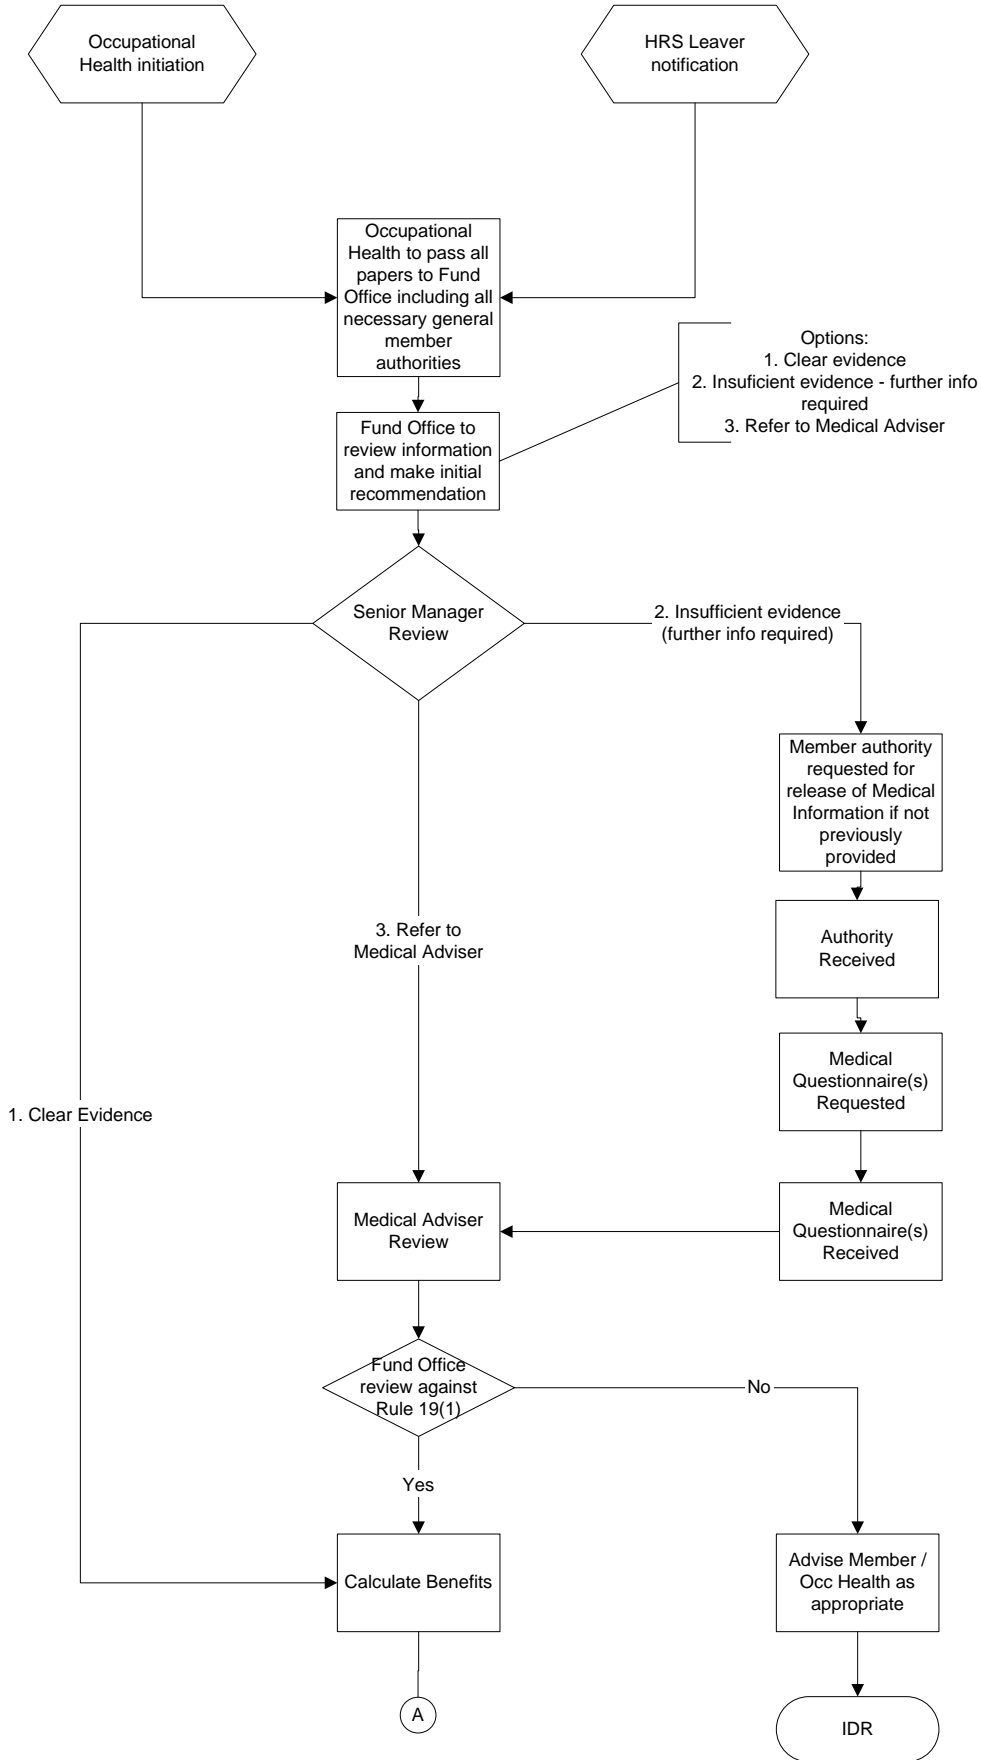 Occupational
Health initiation
HRS Leaver
notification
Occupational
Health to pass all
papers to Fund
Office including all
necessary general
member
authorities
Options:
1. Clear evidence
2. Insuficient evidence - further info
required
3. Refer to Medical Adviser
Fund Office to
review information
and make initial
recommendation
Senior Manager
Review
2. Insufficient evidence
(further info required)
Member authority
requested for
release of Medical
Information if not
previously
provided
3. Refer to
Medical Adviser
Authority
Received
Medical
Questionnaire(s)
Requested
1. Clear Evidence
Medical Adviser
Review
Medical
Questionnaire(s)
Received
Fund Office
review against
Rule 19(1)
No
Yes
Calculate Benefits
Advise Member /
Occ Health as
appropriate
A
IDR